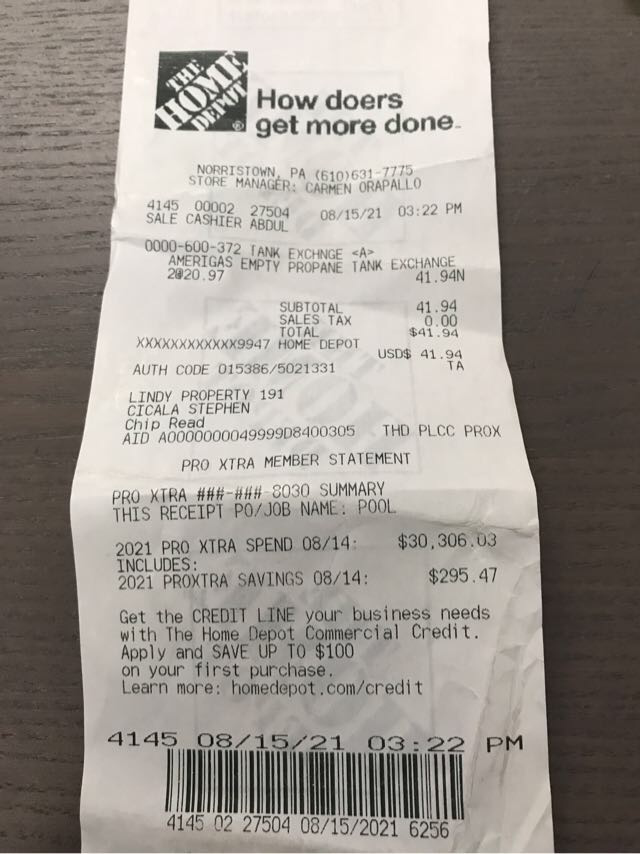 THE
HOME
DEPOT
How doers
get more done.
NORRISTOWN, PA (610)631-7775
STORE MANAGER: CARMEN ORAPALLO
4145 00002 27504 08/15/21 03:22 PM
SALE CASHIER ABDUL
0000-600-372 TANK EXCHNGE <A>
AMERIGAS EMPTY PROPANE TANK EXCHANGE
2@20.97 41.94N
SUBTOTAL 41.94
SALES TAX 0.00
TOTAL $41.94
XXXXXXXXXXXX9947 HOME DEPOT
USD$ 41.94
AUTH CODE 015386/5021331 TA
LINDY PROPERTY 191
CICALA STEPHEN
Chip Read
AID A0000000049999D8400305 THD PLCC PROX
PRO XTRA MEMBER STATEMENT
PRO XTRA ###-###-8030 SUMMARY
THIS RECEIPT PO/JOB NAME: POOL
2021 PRO XTRA SPEND 08/14: $30,306.03
INCLUDES:
2021 PROXTRA SAVINGS 08/14: $295.47
Get the CREDIT LINE your business needs
with The Home Depot Commercial Credit.
Apply and SAVE UP TO $100
on your first purchase.
Learn more: homedepot.com/credit
4145 08/15/21 03:22 PM
4145 02 27504 08/15/2021 6256